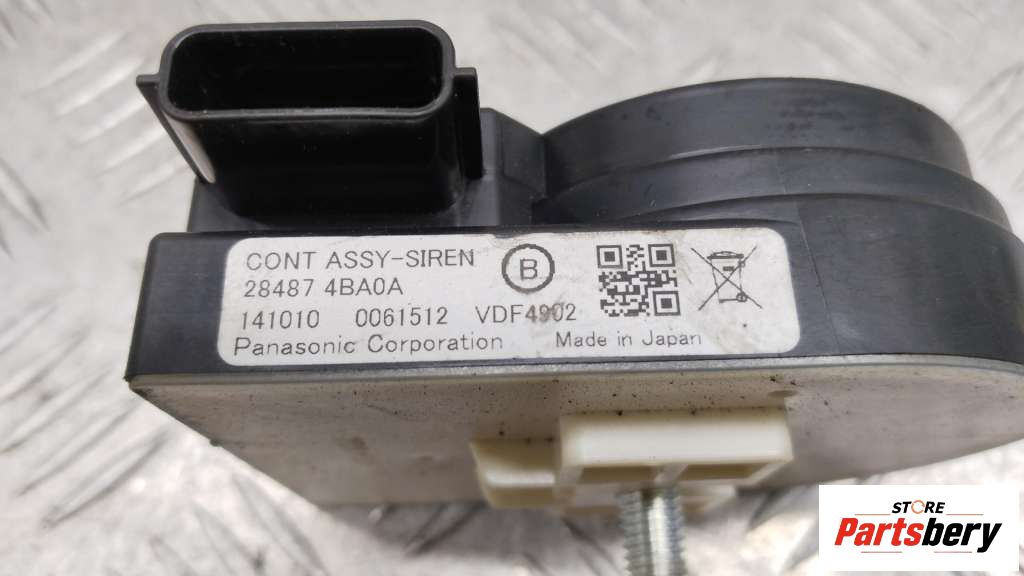 CONT ASSY-SIREN B
28487 4BA0A
141010 0061512 VDF4902
Panasonic Corporation Made in Japan
STORE
Partsbery